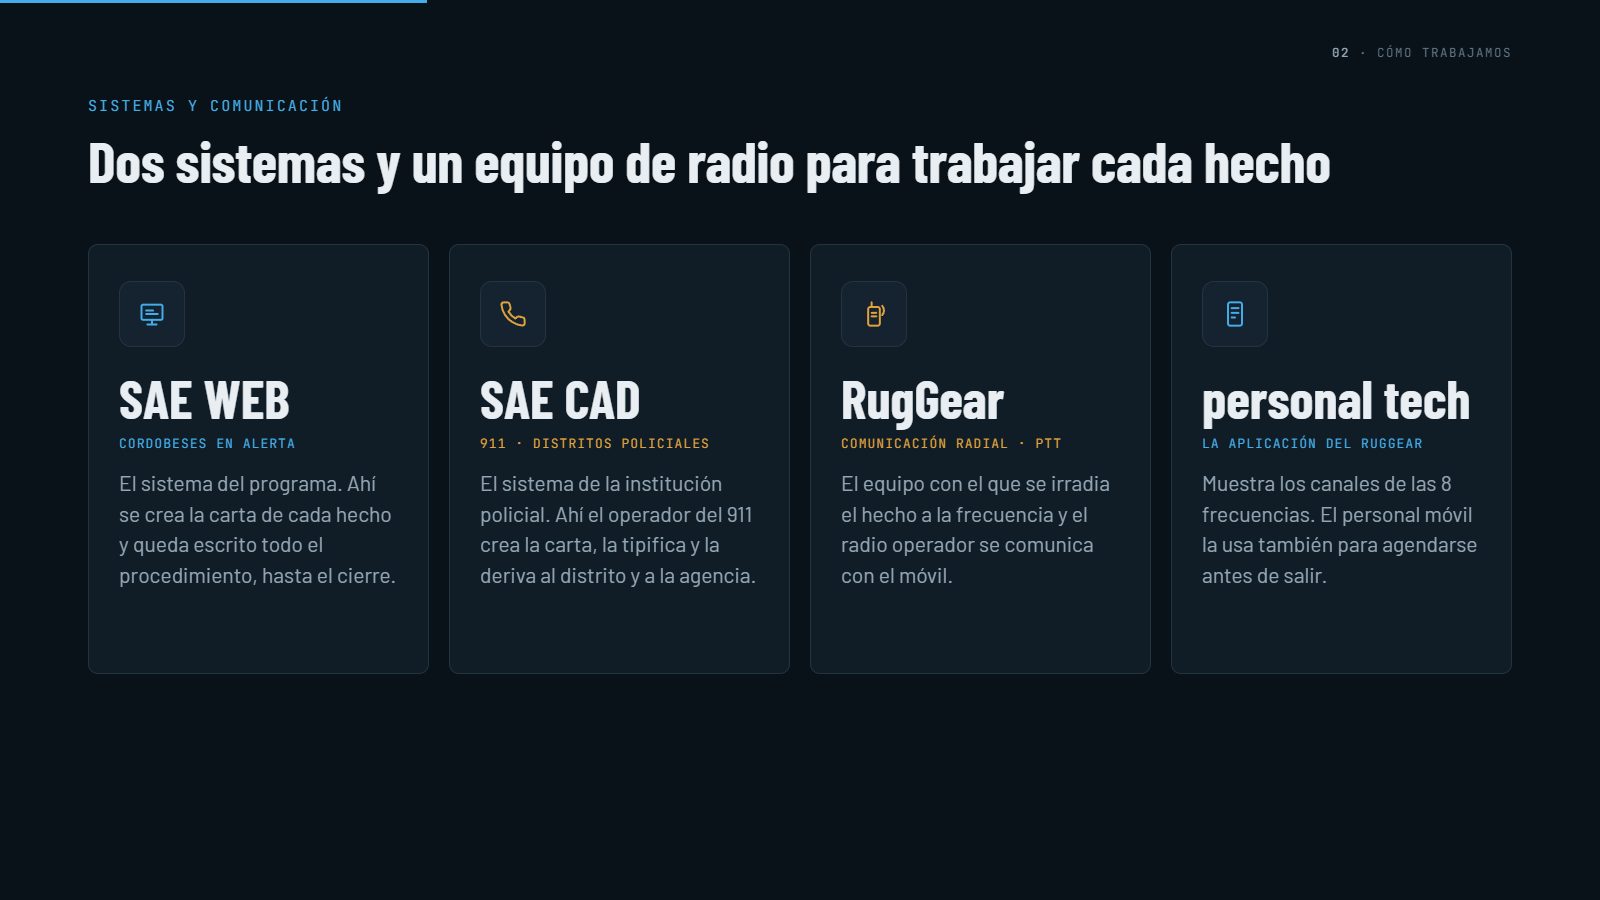 02 · CÓMO TRABAJAMOS
SISTEMAS Y COMUNICACIÓN
Dos sistemas y un equipo de radio para trabajar cada hecho
SAE WEB
CORDOBESES EN ALERTA
El sistema del programa. Ahí
se crea la carta de cada hecho
y queda escrito todo el
procedimiento, hasta el cierre.
SAE CAD
911 · DISTRITOS POLICIALES
El sistema de la institución
policial. Ahí el operador del 911
crea la carta, la tipifica y la
deriva al distrito y a la agencia.
RugGear
COMUNICACIÓN RADIAL · PTT
El equipo con el que se irradia
el hecho a la frecuencia y el
radio operador se comunica
con el móvil.
personal tech
LA APLICACIÓN DEL RUGGEAR
Muestra los canales de las 8
frecuencias. El personal móvil
la usa también para agendarse
antes de salir.